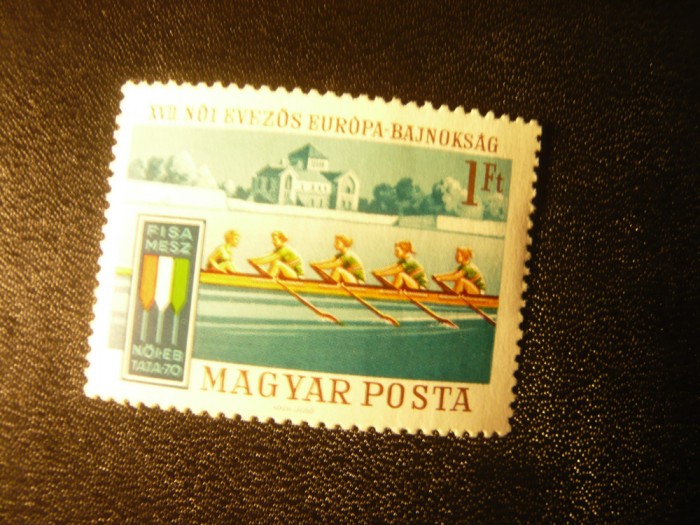 XVII. NŐI EVEZŐS EURÓPA-BAJNOKSÁG
1 Ft
FISA
MESZ
NŐI-EB
TATA-70
MAGYAR POSTA